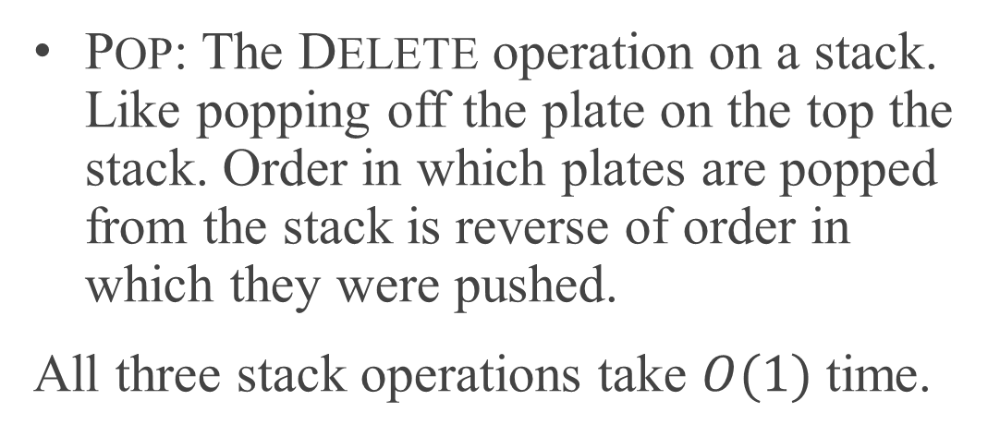 • POP: The DELETE operation on a stack.
Like popping off the plate on the top the
stack. Order in which plates are popped
from the stack is reverse of order in
which they were pushed.
All three stack operations take O(1) time.